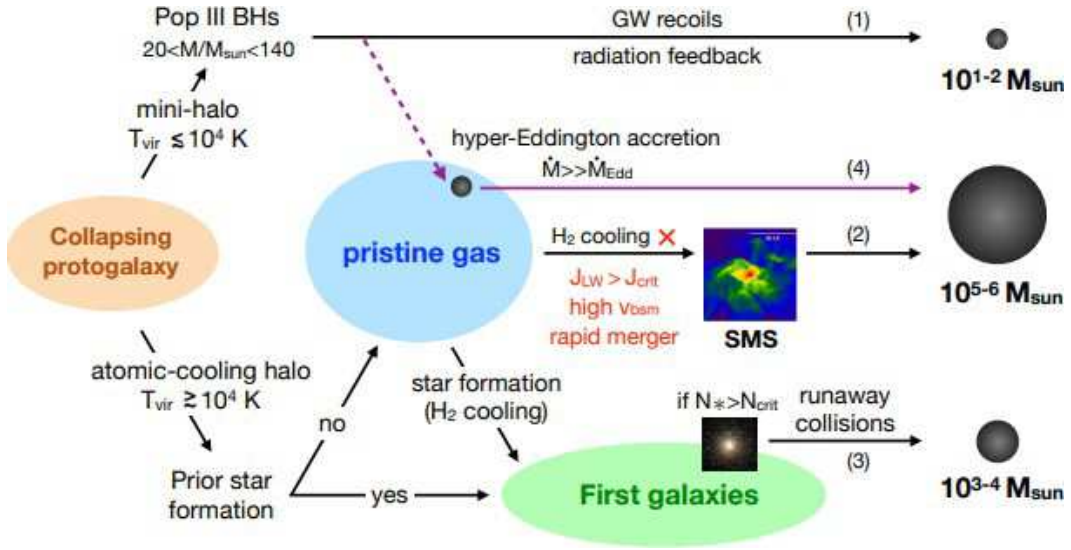 Pop III BHs
20<M/Msun<140
GW recoils
(1)
radiation feedback
10¹⁻² Msun
mini-halo
Tvir ≲ 10⁴ K
hyper-Eddington accretion
Ṁ>>ṀEdd
(4)
Collapsing
protogalaxy
pristine gas
H₂ cooling ×
(2)
JLW > Jcrit
high vbsm
rapid merger
SMS
10⁵⁻⁶ Msun
atomic-cooling halo
Tvir ≳ 10⁴ K
star formation
(H₂ cooling)
if N*>Ncrit
runaway
collisions
(3)
no
Prior star
formation
yes
First galaxies
10³⁻⁴ Msun